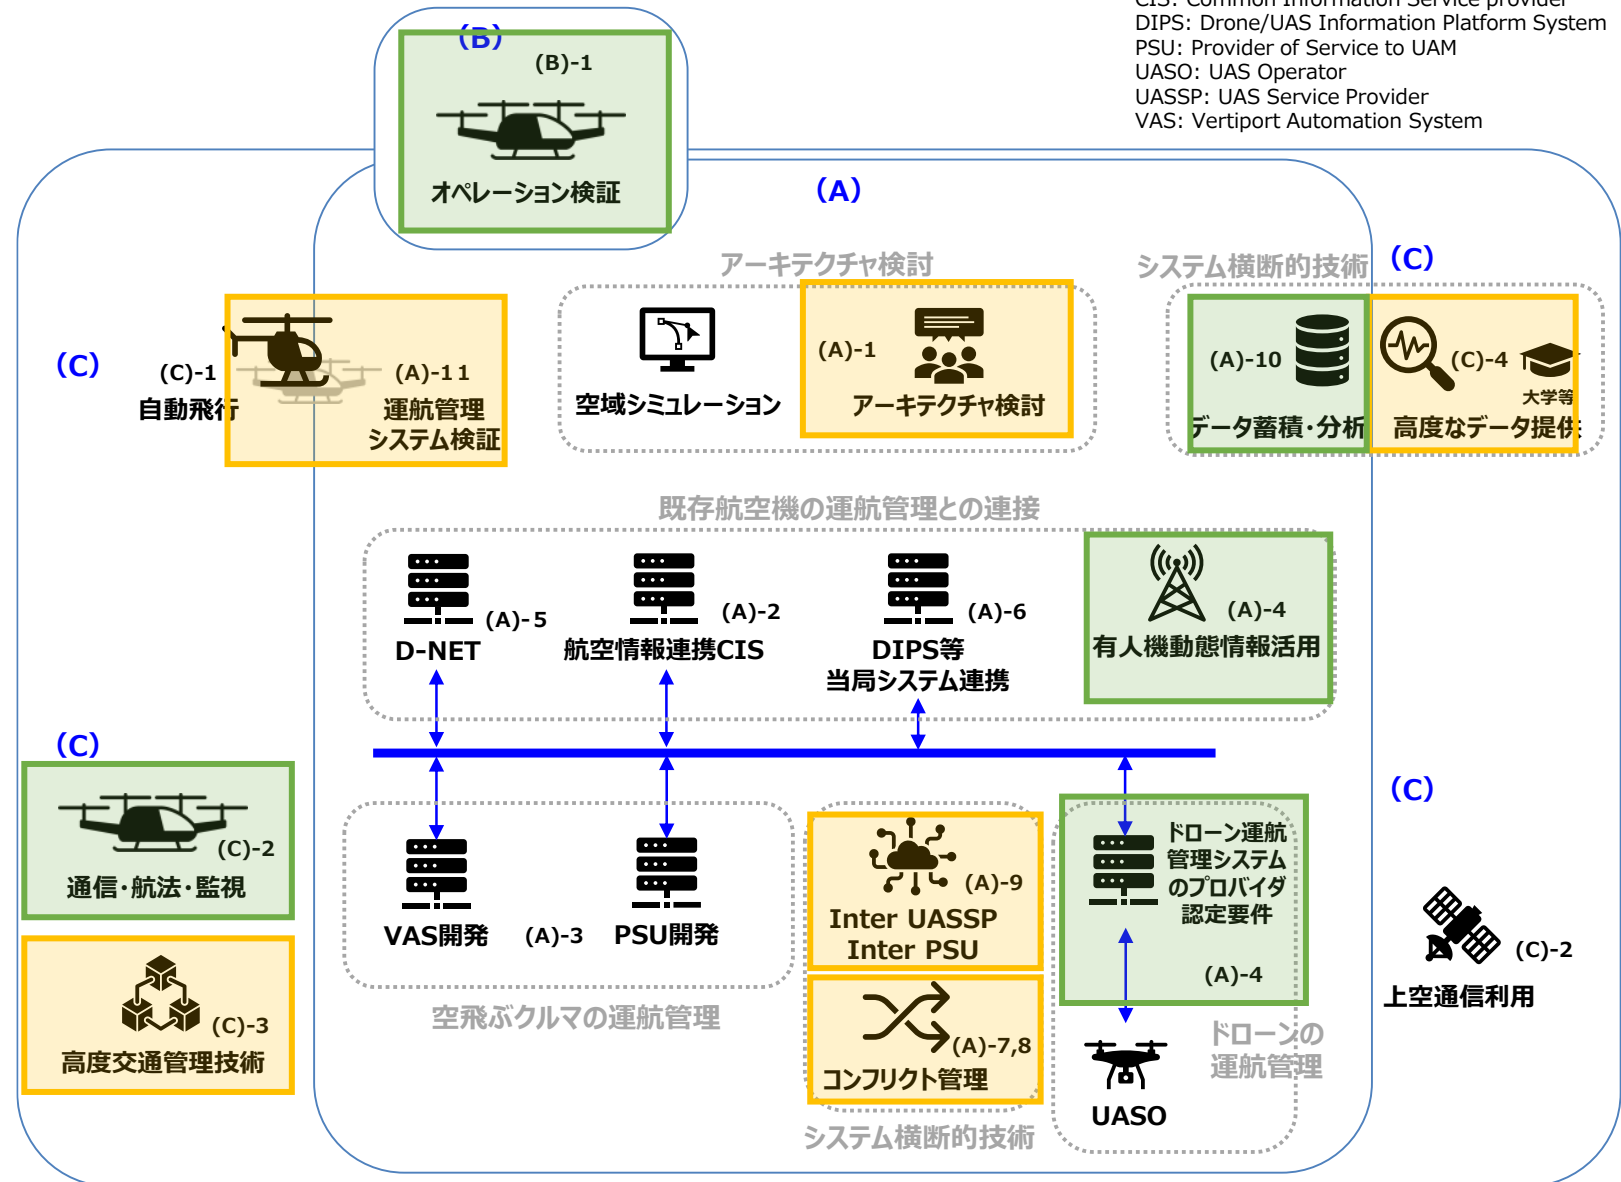 CIS: Common Information Service provider
DIPS: Drone/UAS Information Platform System
PSU: Provider of Service to UAM
UASO: UAS Operator
UASSP: UAS Service Provider
VAS: Vertiport Automation System
(B)
(B)-1
オペレーション検証
(A)
アーキテクチャ検討
(A)-1
空域シミュレーション
アーキテクチャ検討
システム横断的技術
(C)
(A)-10
(C)-4
大学等
データ蓄積・分析
高度なデータ提供
(C)
(C)-1
自動飛行
(A)-11
運航管理
システム検証
既存航空機の運航管理との連接
(A)-5
D-NET
(A)-2
航空情報連携CIS
(A)-6
DIPS等
当局システム連携
(A)-4
有人機動態情報活用
(C)
(C)-2
通信・航法・監視
(C)-3
高度交通管理技術
VAS開発
(A)-3
PSU開発
空飛ぶクルマの運航管理
(A)-9
Inter UASSP
Inter PSU
(A)-7,8
コンフリクト管理
システム横断的技術
ドローン運航
管理システム
のプロバイダ
認定要件
(A)-4
ドローンの
運航管理
UASO
(C)
(C)-2
上空通信利用